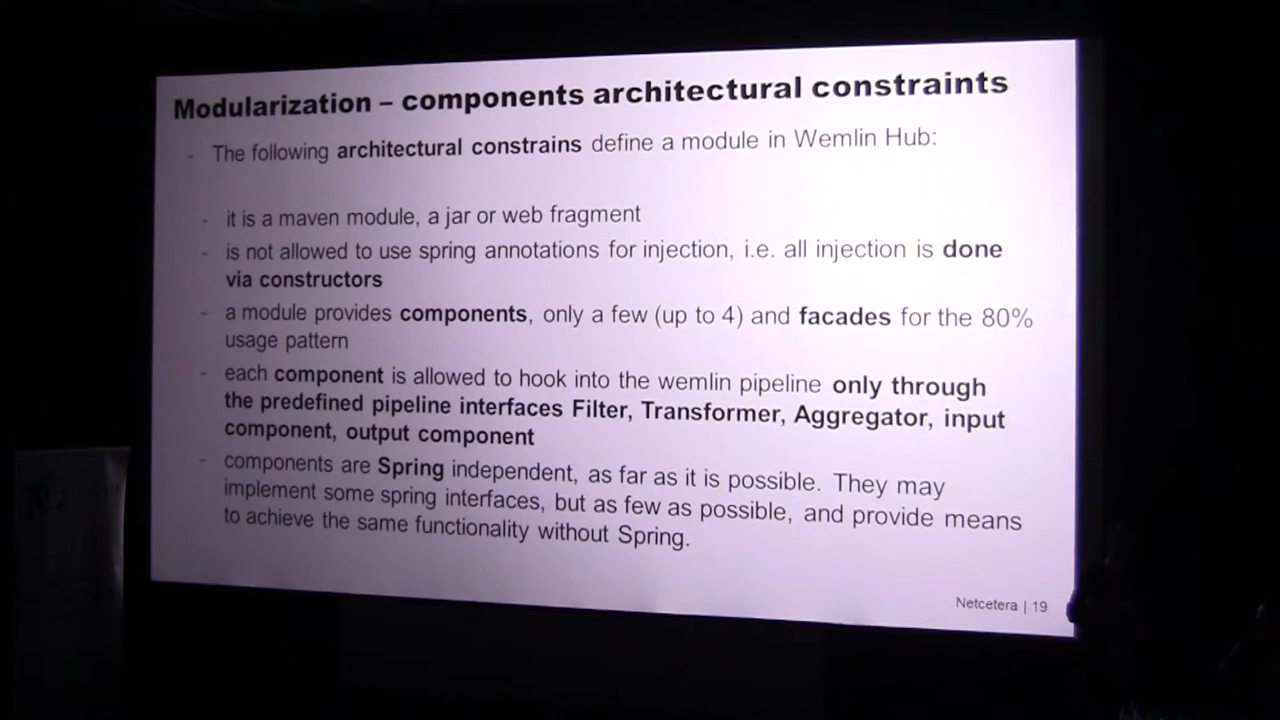 Modularization – components architectural constraints
- The following architectural constrains define a module in Wemlin Hub:
- it is a maven module, a jar or web fragment
- is not allowed to use spring annotations for injection, i.e. all injection is done
via constructors
- a module provides components, only a few (up to 4) and facades for the 80%
usage pattern
- each component is allowed to hook into the wemlin pipeline only through
the predefined pipeline interfaces Filter, Transformer, Aggregator, input
component, output component
- components are Spring independent, as far as it is possible. They may
implement some spring interfaces, but as few as possible, and provide means
to achieve the same functionality without Spring.
Netcetera | 19